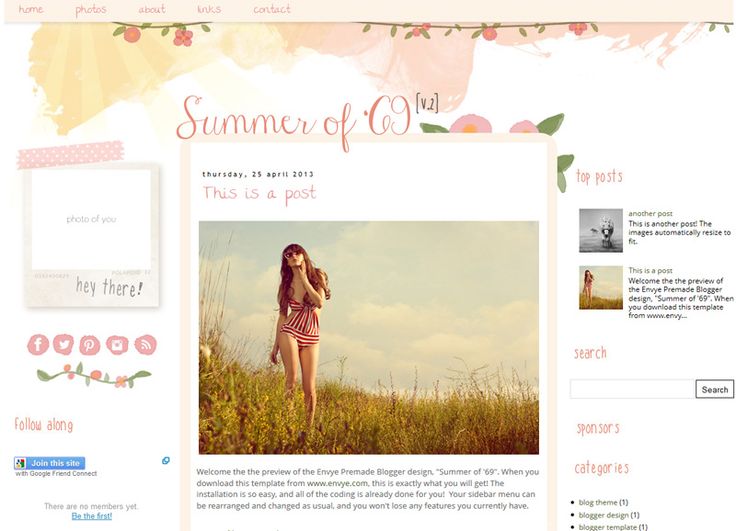 home photos about links contact
Summer of '69 [V.2]
photo of you
POLAROID
hey there!
follow along
Join this site
with Google Friend Connect
There are no members yet.
Be the first!
thursday, 25 april 2013
This is a post
Welcome the the preview of the Envye Premade Blogger design, "Summer of '69". When you
download this template from www.envye.com, this is exactly what you will get! The
installation is so easy, and all of the coding is already done for you! Your sidebar menu can
be rearranged and changed as usual, and you won't lose any features you currently have.
top posts
another post
This is another post! The
images automatically resize to
fit.
This is a post
Welcome the the preview of
the Envye Premade Blogger
design, "Summer of '69". When
you download this template
from www.envy...
search
Search
sponsors
categories
blog theme (1)
blogger design (1)
blogger template (1)